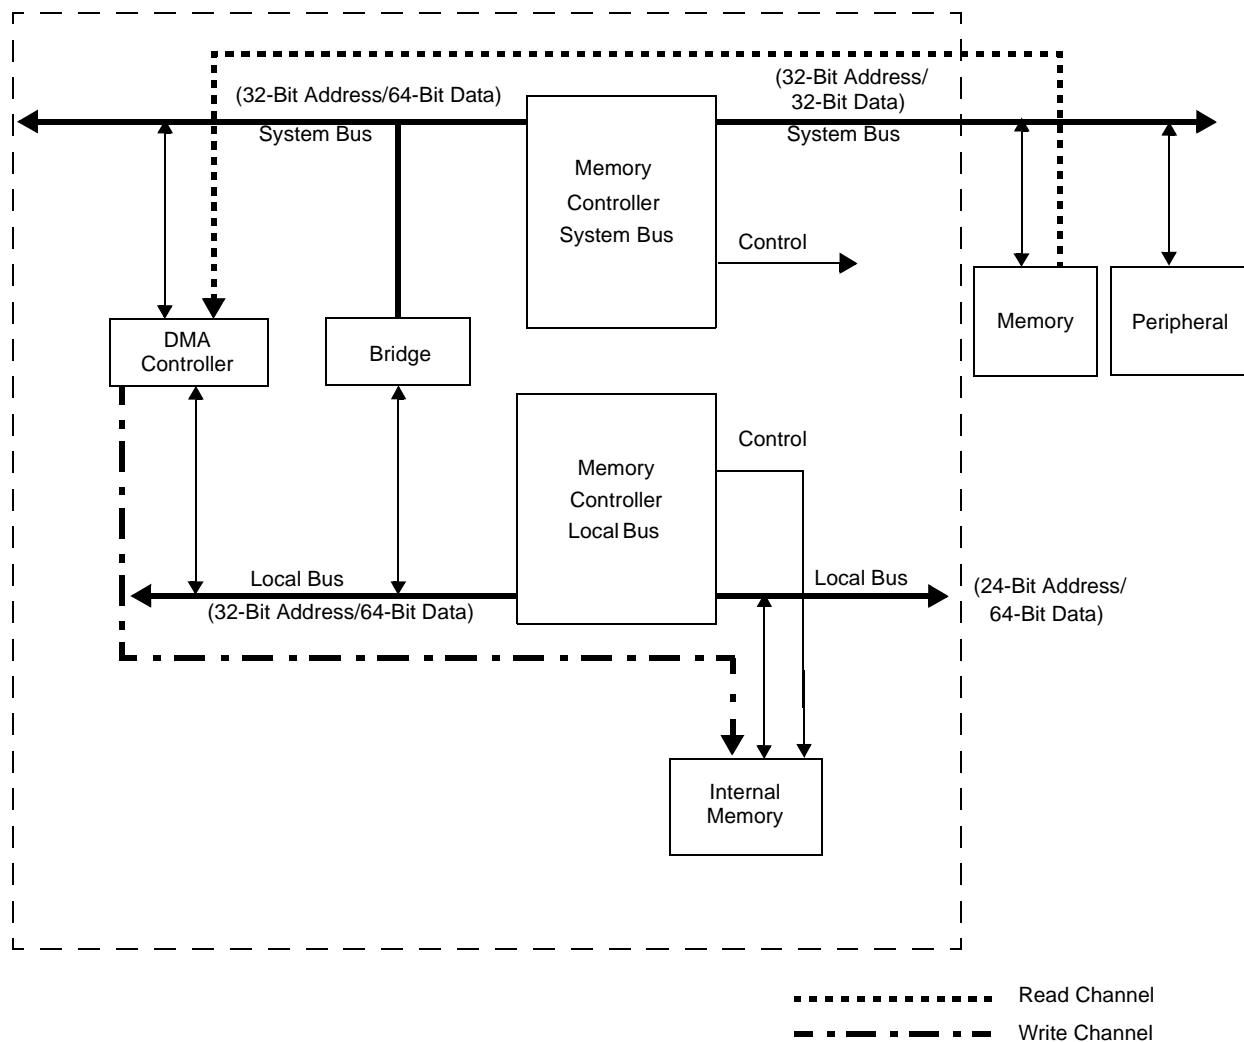 (32-Bit Address/64-Bit Data)
System Bus
(32-Bit Address/
32-Bit Data)
System Bus
Memory
Controller
System Bus
Control
DMA
Controller
Bridge
Memory
Peripheral
Control
Memory
Controller
Local Bus
Local Bus
(32-Bit Address/64-Bit Data)
Local Bus
(24-Bit Address/
64-Bit Data)
Internal
Memory
Read Channel
Write Channel